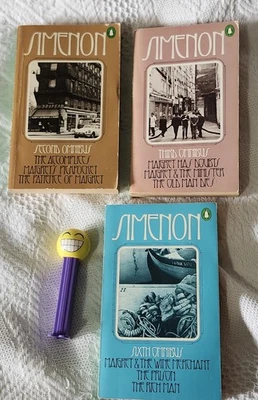 SIMENON
SECOND OMNIBUS
THE ACCOMPLICES
MAIGRET'S PICKPOCKET
THE PATIENCE OF MAIGRET
SIMENON
THIRD OMNIBUS
MAIGRET HAS DOUBTS
MAIGRET & THE MINISTER
THE OLD MAN DIES
SIMENON
SIXTH OMNIBUS
MAIGRET & THE WINE MERCHANT
THE PRISON
THE RICH MAN